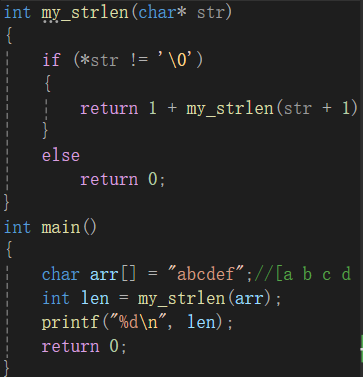 int my_strlen(char* str)
{
if (*str != '\0')
{
return 1 + my_strlen(str + 1)
}
else
return 0;
}
int main()
{
char arr[] = "abcdef";//[a b c d
int len = my_strlen(arr);
printf("%d\n", len);
return 0;
}